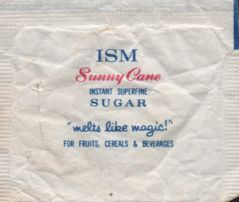 ISM
Sunny Cane
INSTANT SUPERFINE
SUGAR
"melts like magic!"
FOR FRUITS, CEREALS & BEVERAGES